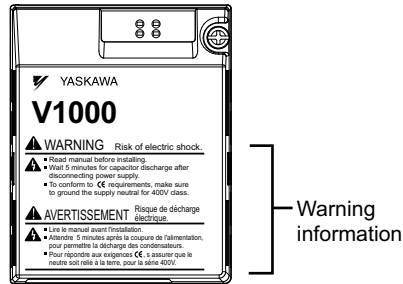 YASKAWA
V1000
WARNING Risk of electric shock.
Read manual before installing.
Wait 5 minutes for capacitor discharge after
disconnecting power supply.
To conform to CE requirements, make sure
to ground the supply neutral for 400V class.
AVERTISSEMENT Risque de décharge
électrique.
Lire le manuel avant l'installation.
Attendre 5 minutes après la coupure de l'alimentation,
pour permettre la décharge des condensateurs.
Pour répondre aux exigences CE, s assurer que le
neutre soit relié à la terre, pour la série 400V.
Warning
information